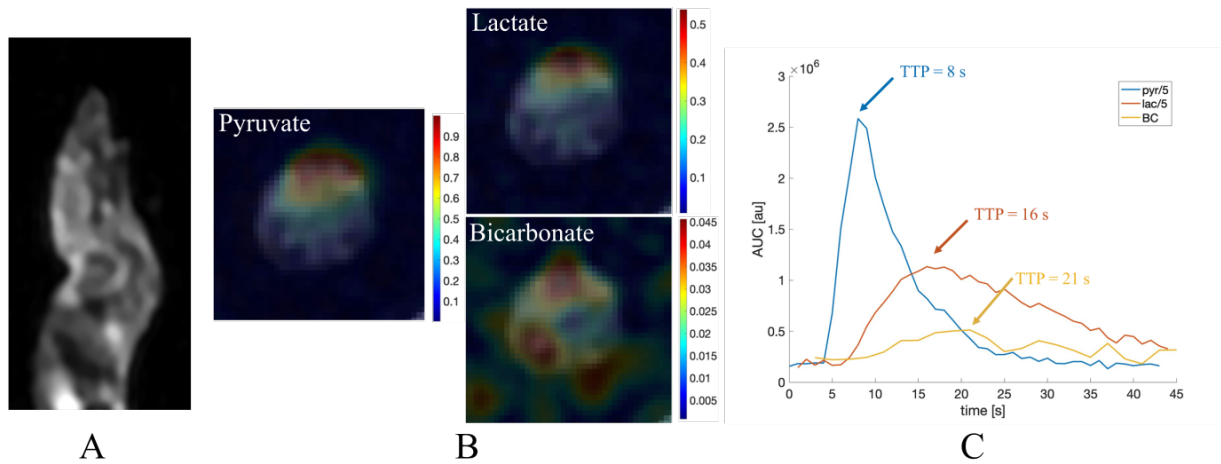 Pyruvate
0.9
0.8
0.7
0.6
0.5
0.4
0.3
0.2
0.1
Lactate
0.5
0.4
0.3
0.2
0.1
Bicarbonate
0.045
0.04
0.035
0.03
0.025
0.02
0.015
0.01
0.005
×10⁶
3
2.5
2
1.5
1
0.5
0
AUC [au]
TTP = 8 s
TTP = 16 s
TTP = 21 s
pyr/5
lac/5
BC
0 5 10 15 20 25 30 35 40 45
time [s]
A B C